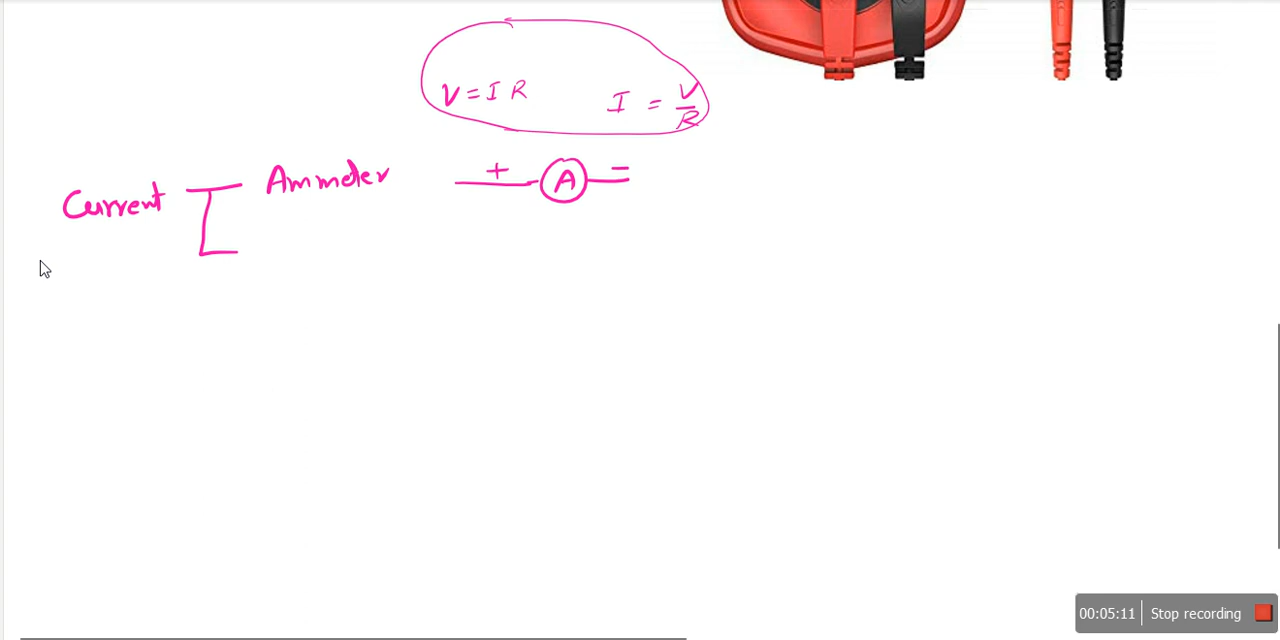 V = I R I = V/R
Current Ammeter + A −
00:05:11 Stop recording